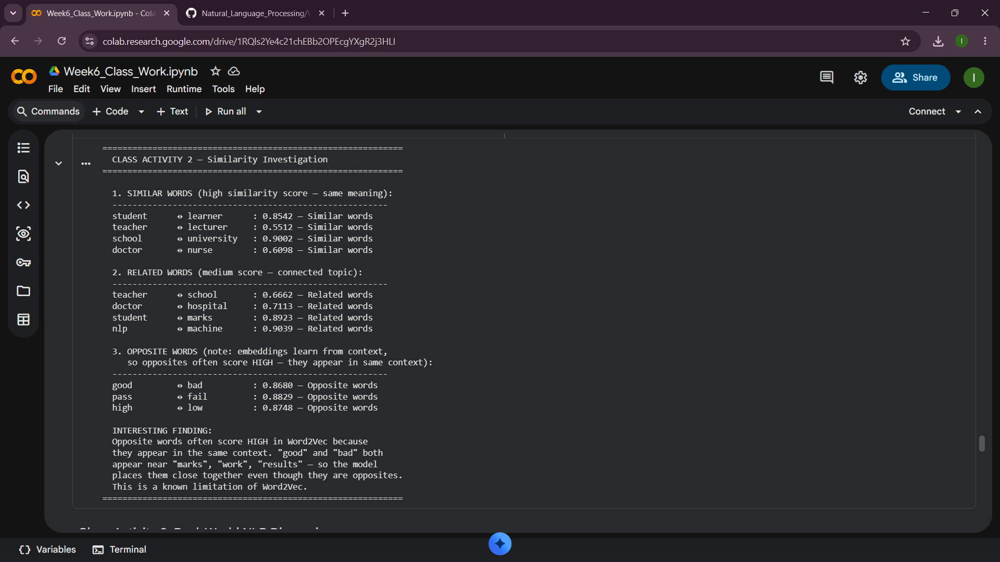 Week6_Class_Work.ipynb - Cola
Natural_Language_Processing/
colab.research.google.com/drive/1RQls2Ye4c21chEBb2OPEcgYXgR2j3HLI
I
Week6_Class_Work.ipynb
File Edit View Insert Runtime Tools Help
Share
I
Commands + Code + Text Run all
Connect
============================================================
CLASS ACTIVITY 2 — Similarity Investigation
============================================================
1. SIMILAR WORDS (high similarity score — same meaning):
-------------------------------------------------------
student ↔ learner : 0.8542 — Similar words
teacher ↔ lecturer : 0.5512 — Similar words
school ↔ university : 0.9002 — Similar words
doctor ↔ nurse : 0.6098 — Similar words
2. RELATED WORDS (medium score — connected topic):
-------------------------------------------------------
teacher ↔ school : 0.6662 — Related words
doctor ↔ hospital : 0.7113 — Related words
student ↔ marks : 0.8923 — Related words
nlp ↔ machine : 0.9039 — Related words
3. OPPOSITE WORDS (note: embeddings learn from context,
so opposites often score HIGH — they appear in same context):
-------------------------------------------------------
good ↔ bad : 0.8680 — Opposite words
pass ↔ fail : 0.8829 — Opposite words
high ↔ low : 0.8748 — Opposite words
INTERESTING FINDING:
Opposite words often score HIGH in Word2Vec because
they appear in the same context. "good" and "bad" both
appear near "marks", "work", "results" — so the model
places them close together even though they are opposites.
This is a known limitation of Word2Vec.
============================================================
Variables Terminal